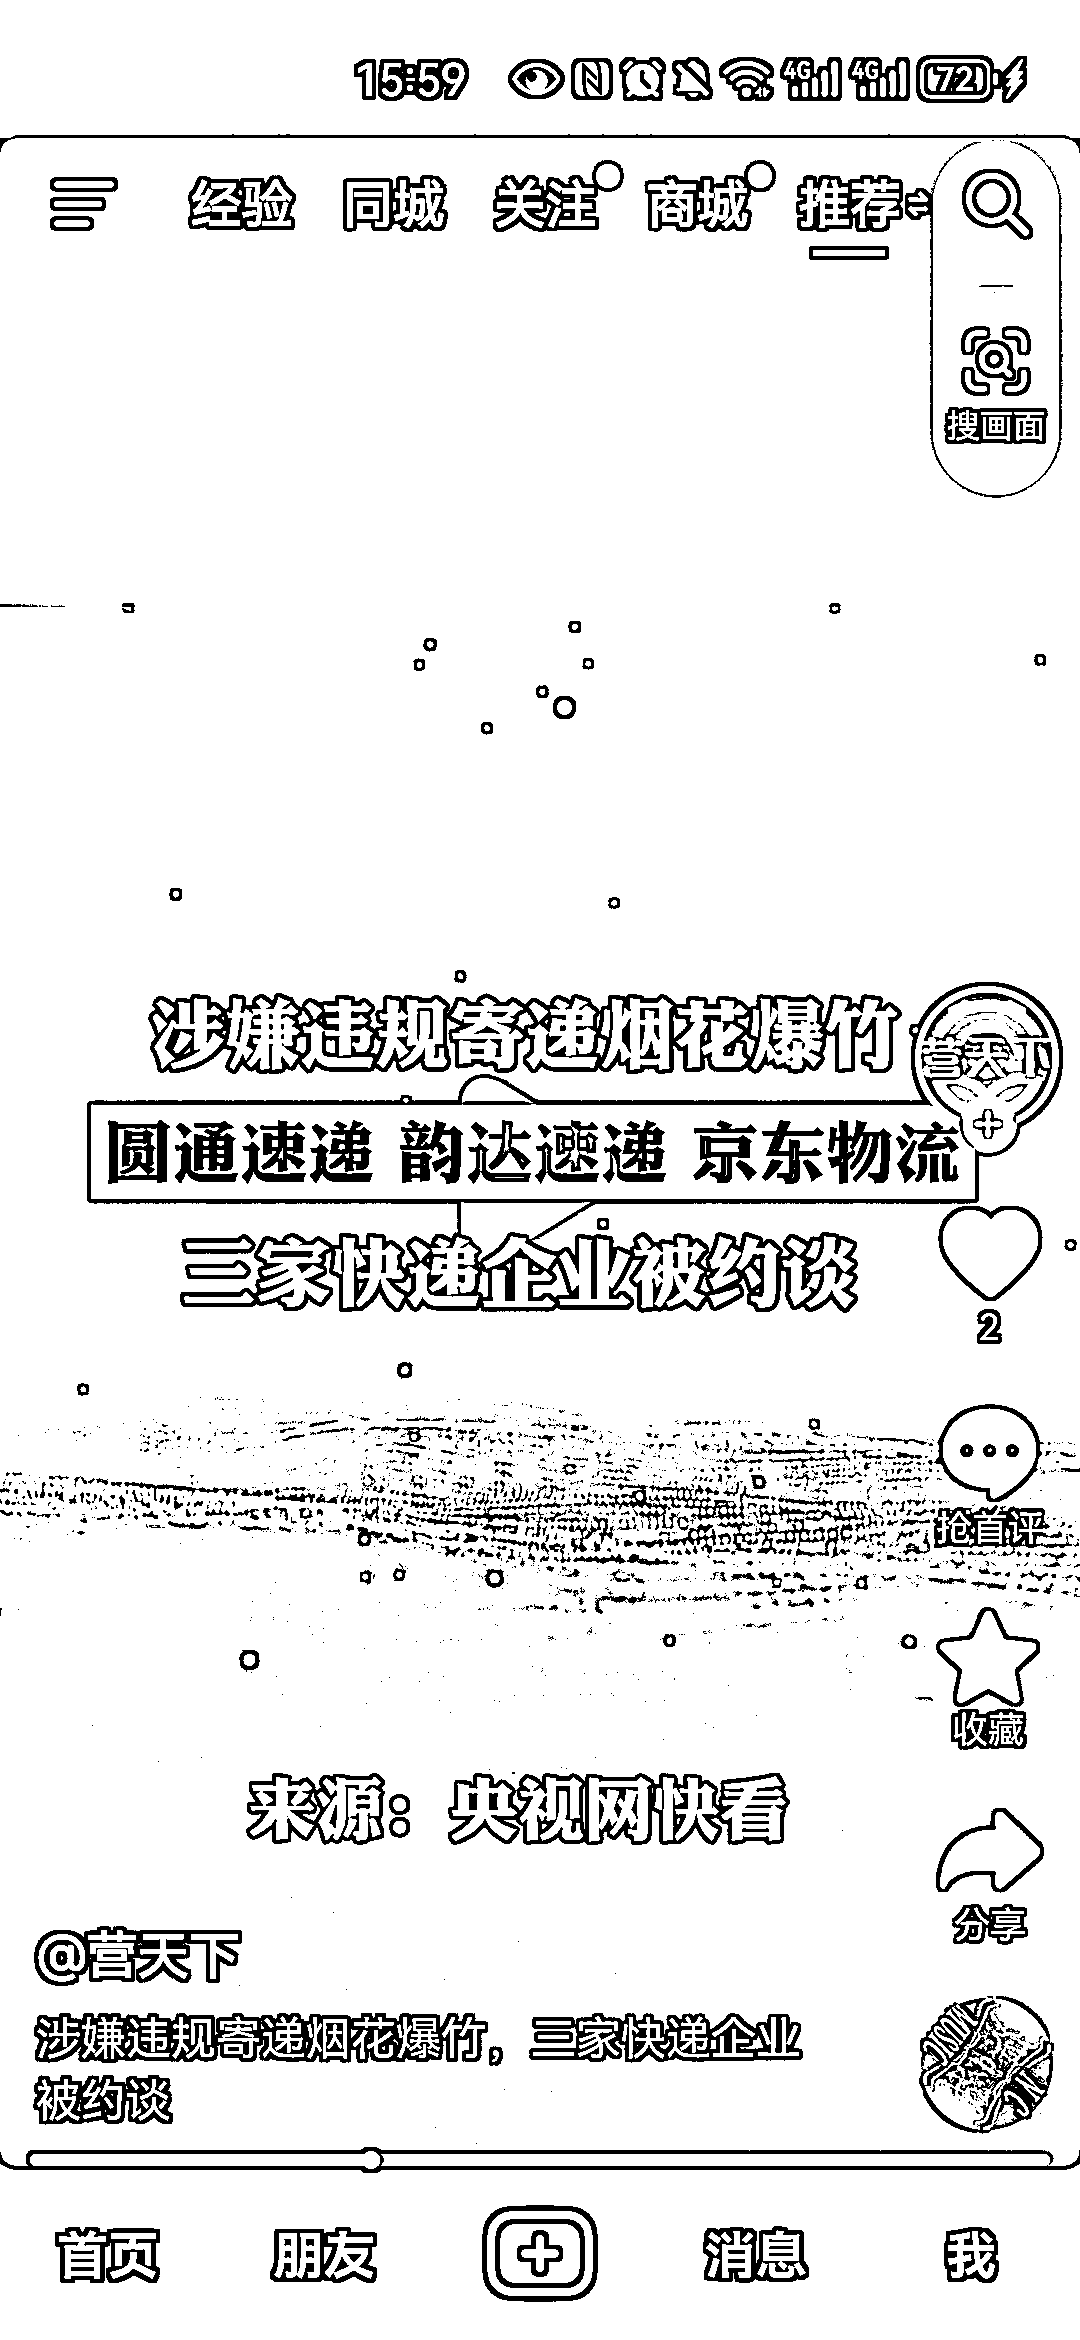 15:59 4G 4G 72
经验 同城 关注 商城 推荐
搜画面
涉嫌违规寄递烟花爆竹
营天下
圆通速递 韵达速递 京东物流
三家快递企业被约谈
2
抢首评
收藏
来源：央视网快看
分享
@营天下
涉嫌违规寄递烟花爆竹，三家快递企业
被约谈
首页 朋友 消息 我